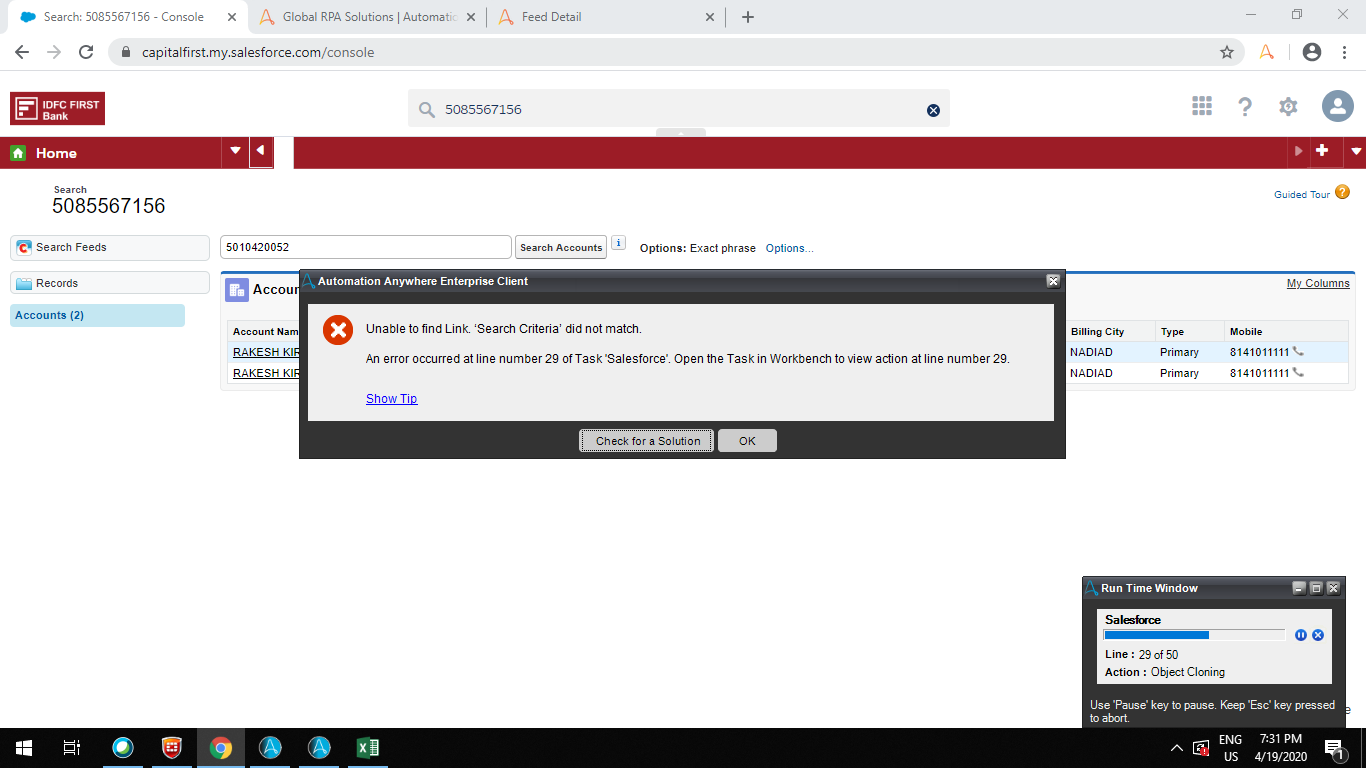 Search: 5085567156 - Console
Global RPA Solutions | Automatic
Feed Detail
capitalfirst.my.salesforce.com/console
IDFC FIRST
Bank
5085567156
Home
Search
5085567156
Guided Tour
Search Feeds
5010420052
Search Accounts
Options: Exact phrase Options...
Records
Accounts (2)
Accoun
My Columns
Account Nam
Billing City Type Mobile
RAKESH KIR
NADIAD Primary 8141011111
RAKESH KIR
NADIAD Primary 8141011111
Automation Anywhere Enterprise Client
Unable to find Link. 'Search Criteria' did not match.
An error occurred at line number 29 of Task 'Salesforce'. Open the Task in Workbench to view action at line number 29.
Show Tip
Check for a Solution
OK
Run Time Window
Salesforce
Line : 29 of 50
Action : Object Cloning
Use 'Pause' key to pause. Keep 'Esc' key pressed
to abort.
ENG
US
7:31 PM
4/19/2020
1